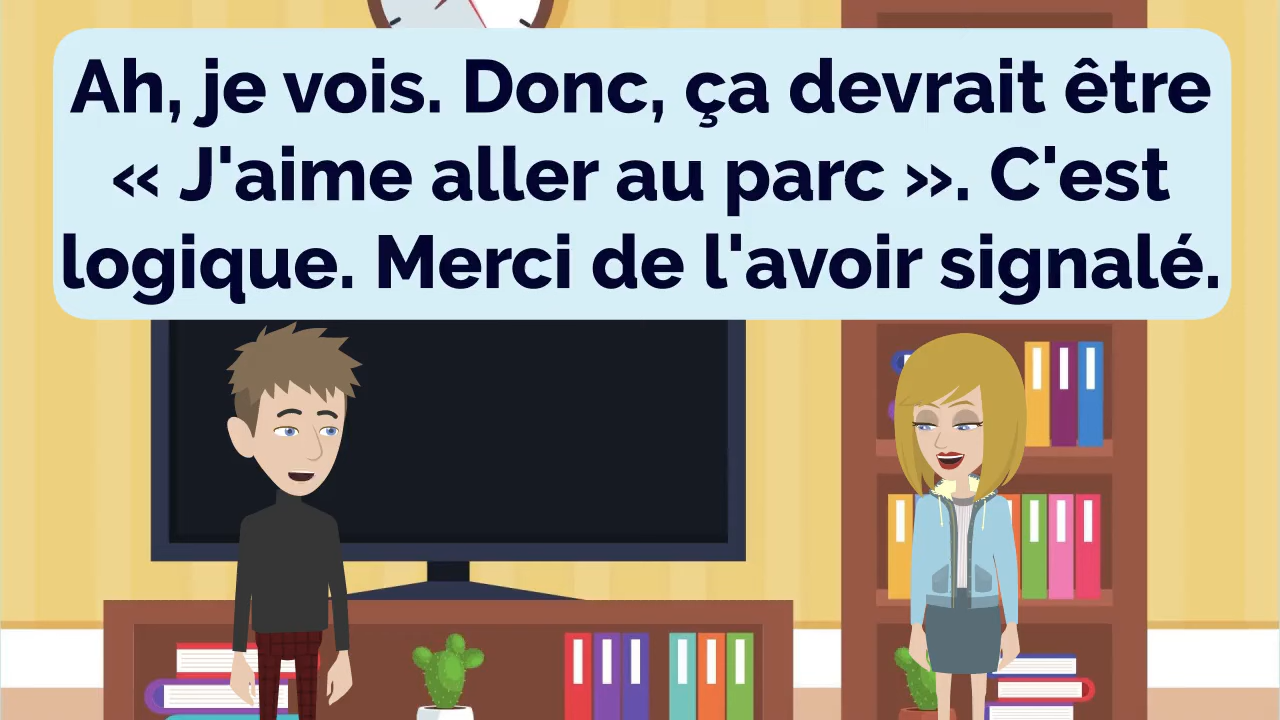 Ah, je vois. Donc, ça devrait être
« J'aime aller au parc ». C'est
logique. Merci de l'avoir signalé.